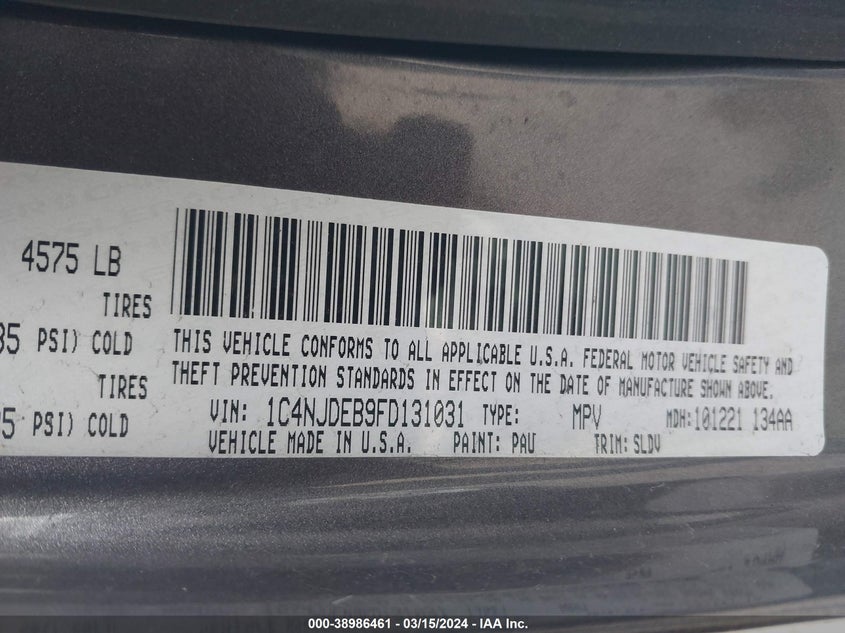 4575 LB
TIRES
PSI) COLD
THIS VEHICLE CONFORMS TO ALL APPLICABLE U.S.A. FEDERAL MOTOR VEHICLE SAFETY AND
THEFT PREVENTION STANDARDS IN EFFECT ON THE DATE OF MANUFACTURE SHOWN ABOVE.
TIRES
PSI) COLD
VIN: 1C4NJDEB9FD131031 TYPE: MPV MDH:101221 134AA
VEHICLE MADE IN U.S.A. PAINT: PAU TRIM: SLDV
000-38986461 - 03/15/2024 - IAA Inc.